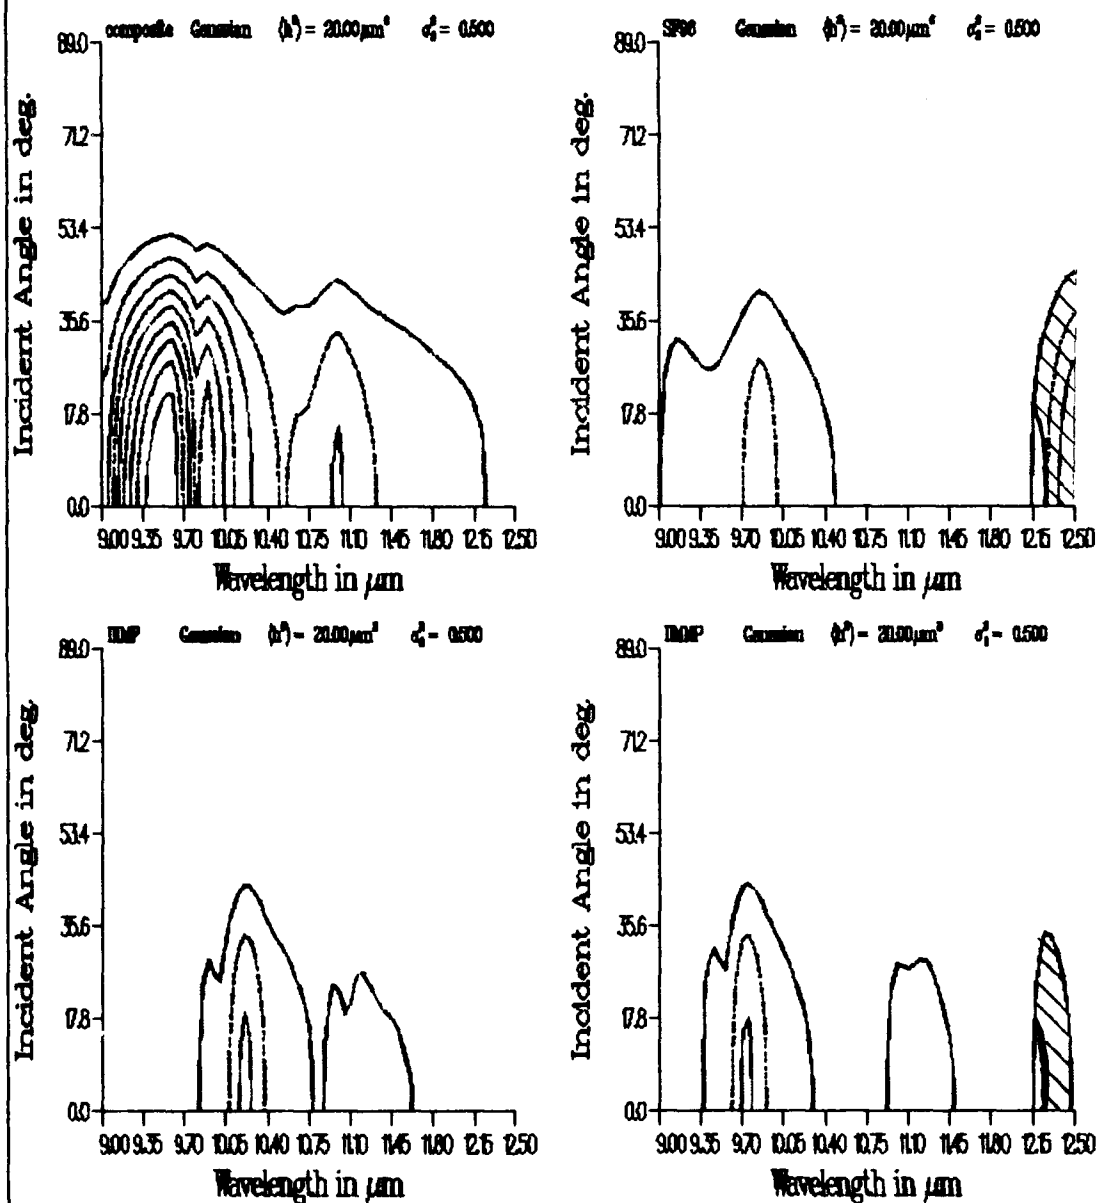 composite Gaussian ⟨h²⟩ = 20.00μm² σ²ₛ = 0.500
89.0
71.2
53.4
35.6
17.8
0.0
Incident Angle in deg.
9.00 9.35 9.70 10.05 10.40 10.75 11.10 11.45 11.80 12.15 12.50
Wavelength in μm
SF96 Gaussian ⟨h²⟩ = 20.00μm² σ²ₛ = 0.500
89.0
71.2
53.4
35.6
17.8
0.0
Incident Angle in deg.
9.00 9.35 9.70 10.05 10.40 10.75 11.10 11.45 11.80 12.15 12.50
Wavelength in μm
Gaussian ⟨h²⟩ = 20.00μm² σ²ₛ = 0.500
89.0
71.2
53.4
35.6
17.8
0.0
Incident Angle in deg.
9.00 9.35 9.70 10.05 10.40 10.75 11.10 11.45 11.80 12.15 12.50
Wavelength in μm
DMMP Gaussian ⟨h²⟩ = 20.00μm² σ²ₛ = 0.500
89.0
71.2
53.4
35.6
17.8
0.0
Incident Angle in deg.
9.00 9.35 9.70 10.05 10.40 10.75 11.10 11.45 11.80 12.15 12.50
Wavelength in μm